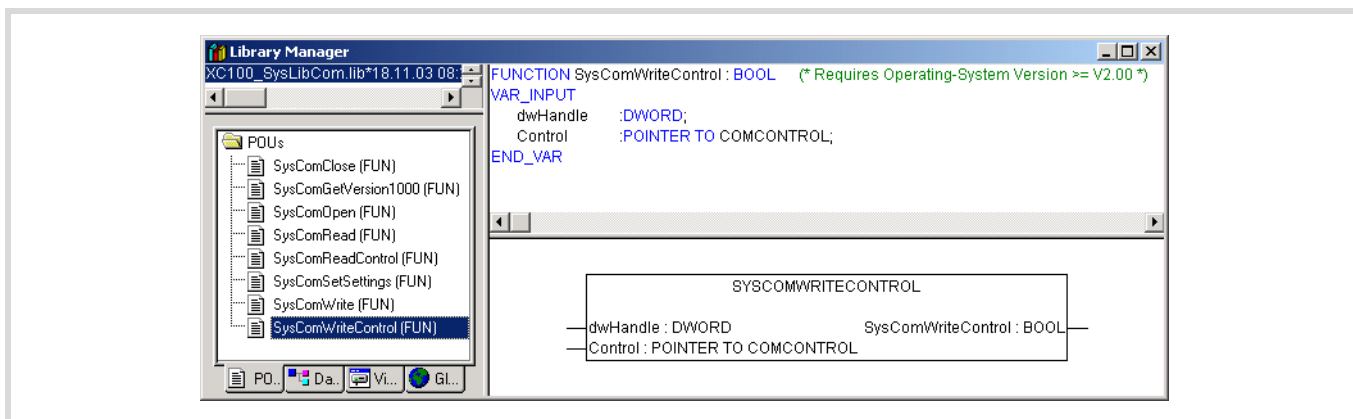 Library Manager
XC100_SysLibCom.lib*18.11.03 08:
POUs
SysComClose (FUN)
SysComGetVersion1000 (FUN)
SysComOpen (FUN)
SysComRead (FUN)
SysComReadControl (FUN)
SysComSetSettings (FUN)
SysComWrite (FUN)
SysComWriteControl (FUN)
PO.. Da.. Vi... Gl...
FUNCTION SysComWriteControl : BOOL (* Requires Operating-System Version >= V2.00 *)
VAR_INPUT
dwHandle :DWORD;
Control :POINTER TO COMCONTROL;
END_VAR
SYSCOMWRITECONTROL
dwHandle : DWORD SysComWriteControl : BOOL
Control : POINTER TO COMCONTROL